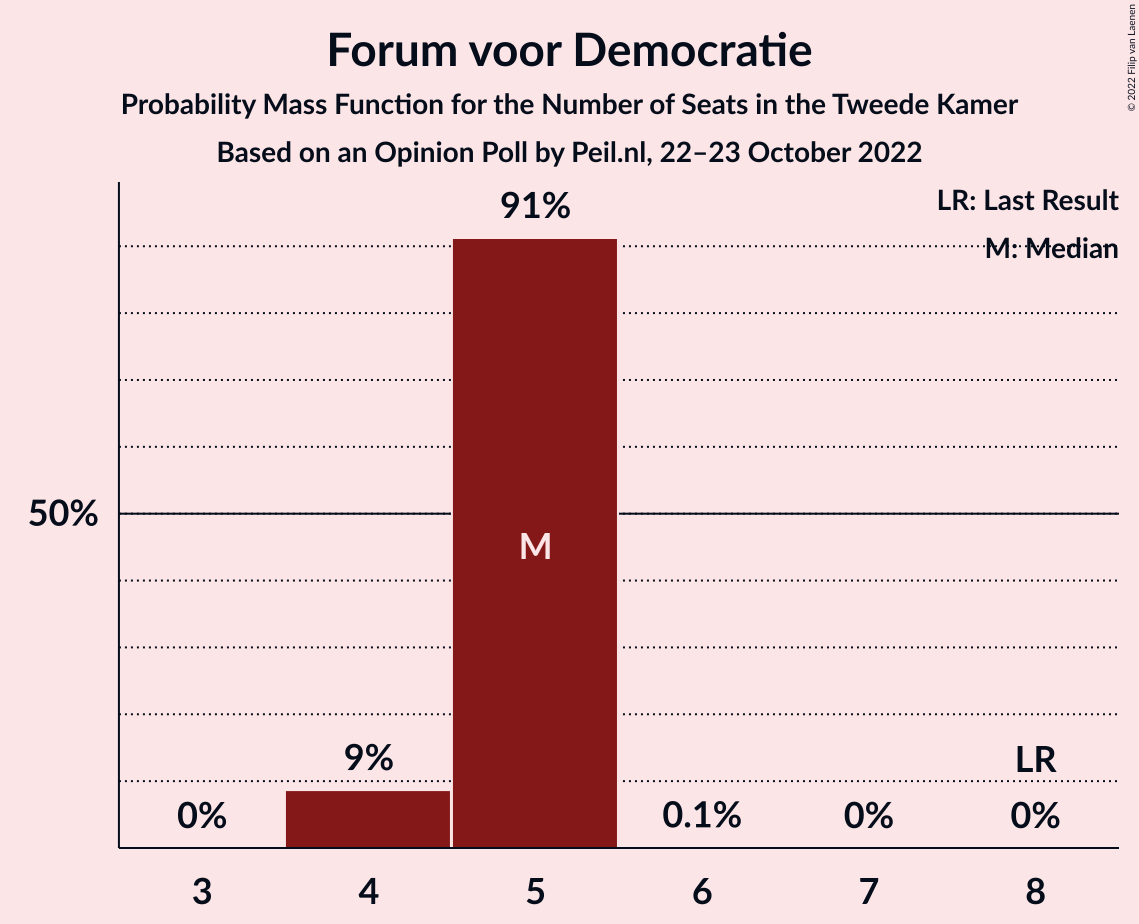 Forum voor Democratie
Probability Mass Function for the Number of Seats in the Tweede Kamer
Based on an Opinion Poll by Peil.nl, 22–23 October 2022
© 2022 Filip van Laenen
LR: Last Result
M: Median
91%
50%
M
9%
LR
0%
0.1%
0%
0%
3
4
5
6
7
8